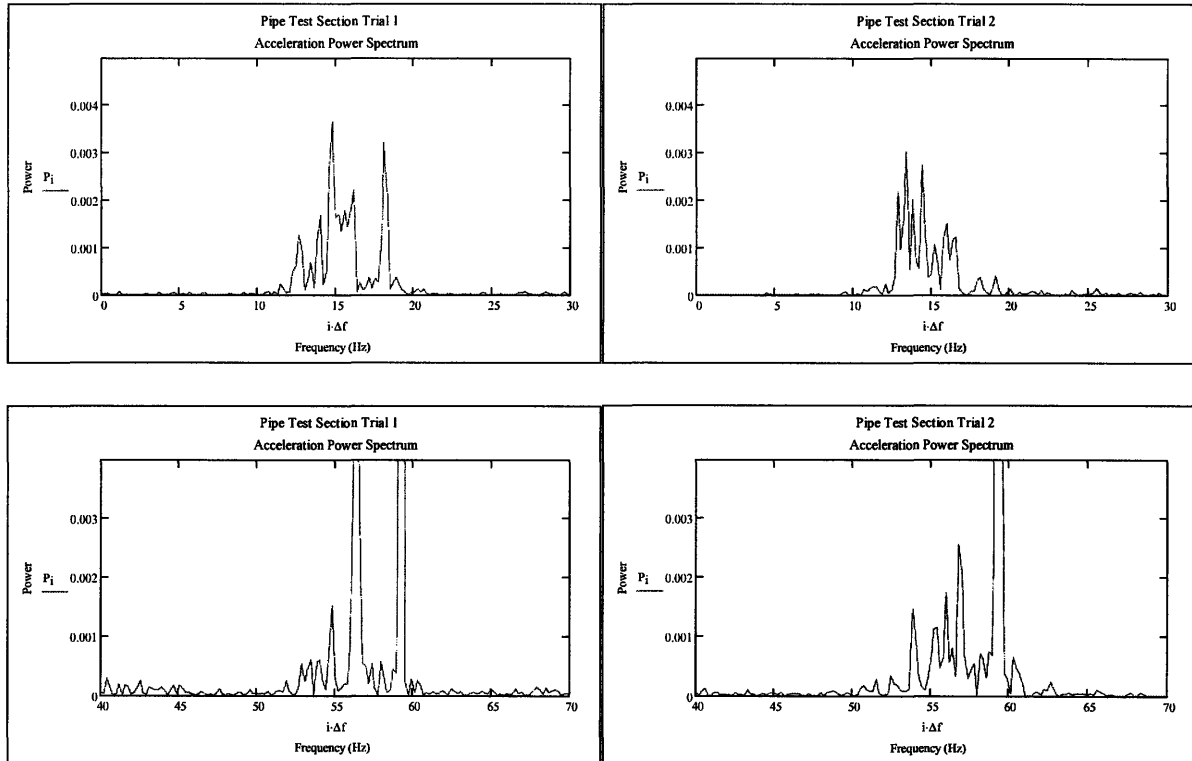 Pipe Test Section Trial 1
Acceleration Power Spectrum
0.004
0.003
0.002
0.001
0
Power
Pi
0 5 10 15 20 25 30
i·Δf
Frequency (Hz)
Pipe Test Section Trial 2
Acceleration Power Spectrum
0.004
0.003
0.002
0.001
0
Power
Pi
0 5 10 15 20 25 30
i·Δf
Frequency (Hz)
Pipe Test Section Trial 1
Acceleration Power Spectrum
0.003
0.002
0.001
0
Power
Pi
40 45 50 55 60 65 70
i·Δf
Frequency (Hz)
Pipe Test Section Trial 2
Acceleration Power Spectrum
0.003
0.002
0.001
0
Power
Pi
40 45 50 55 60 65 70
i·Δf
Frequency (Hz)